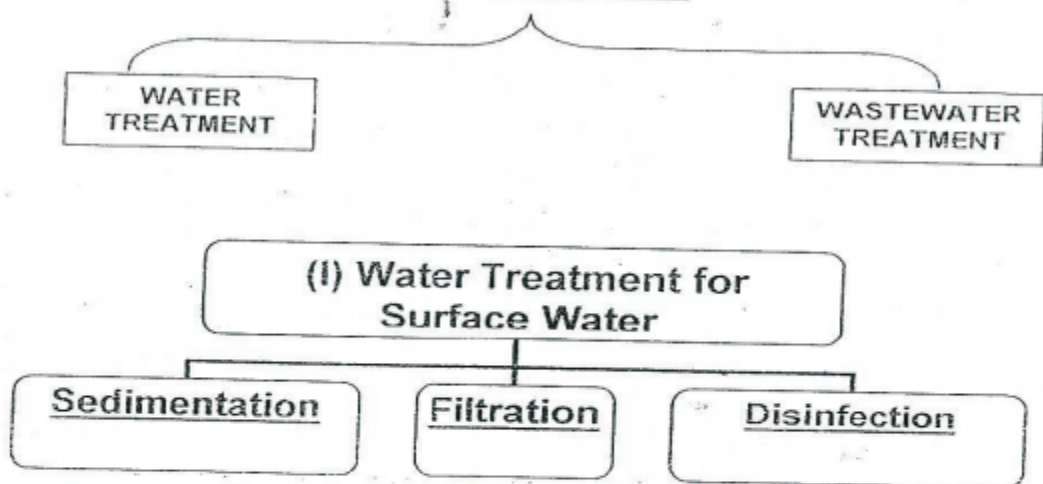 WATER
TREATMENT
WASTEWATER
TREATMENT
(I) Water Treatment for
Surface Water
Sedimentation
Filtration
Disinfection